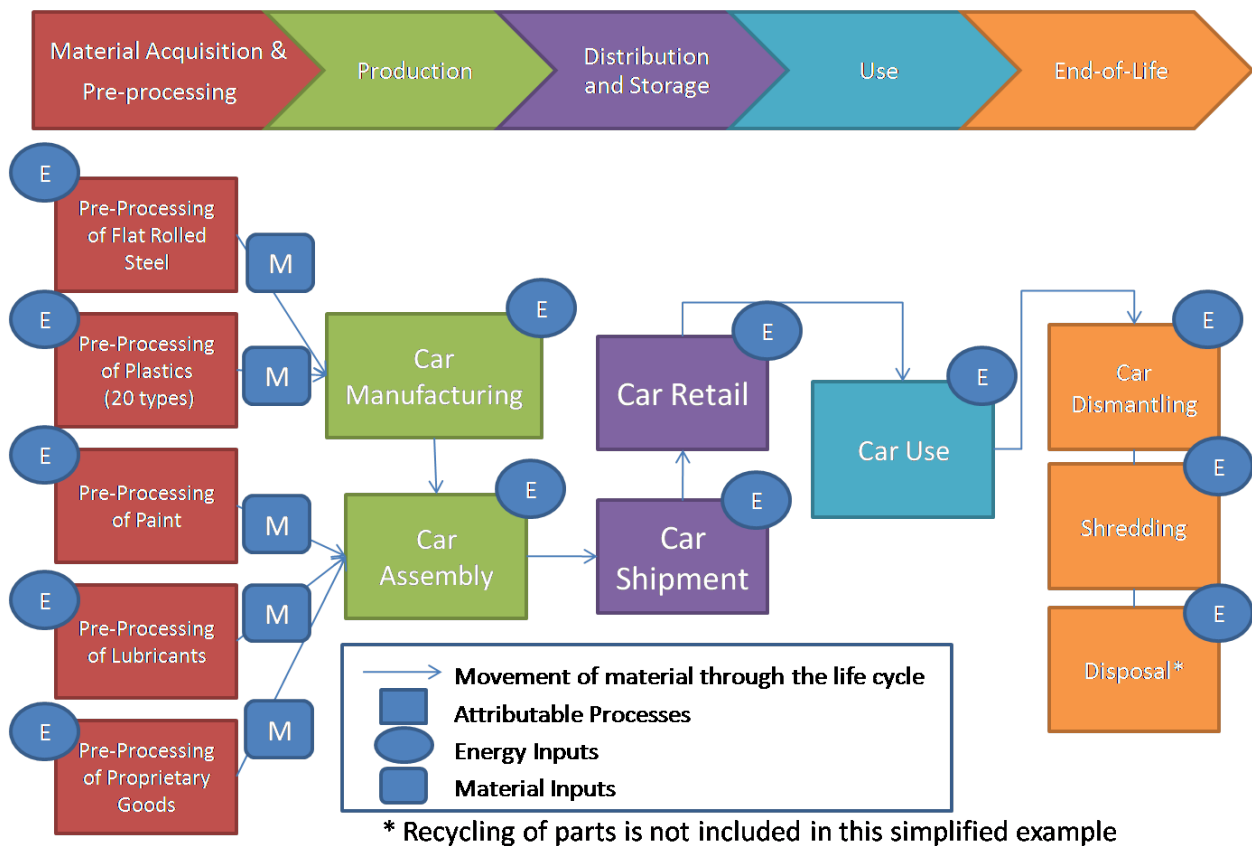 Material Acquisition &
Pre-processing
Production
Distribution
and Storage
Use
End-of-Life
E
Pre-Processing
of Flat Rolled
Steel
M
E
Pre-Processing
of Plastics
(20 types)
M
E
Pre-Processing
of Paint
M
E
Pre-Processing
of Lubricants
M
E
Pre-Processing
of Proprietary
Goods
M
E
Car
Manufacturing
E
Car
Assembly
E
Car Retail
E
Car
Shipment
E
Car Use
E
Car
Dismantling
E
Shredding
E
Disposal*
Movement of material through the life cycle
Attributable Processes
Energy Inputs
Material Inputs
* Recycling of parts is not included in this simplified example